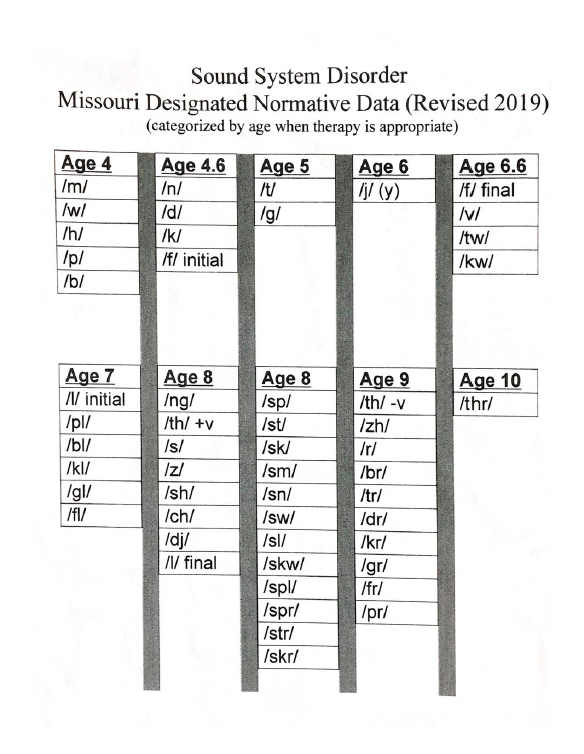 Sound System Disorder
Missouri Designated Normative Data (Revised 2019)
(categorized by age when therapy is appropriate)
Age 4
/m/
/w/
/h/
/p/
/b/
Age 4.6
/n/
/d/
/k/
/f/ initial
Age 5
/t/
/g/
Age 6
/j/ (y)
Age 6.6
/f/ final
/v/
/tw/
/kw/
Age 7
/l/ initial
/pl/
/bl/
/kl/
/gl/
/fl/
Age 8
/ng/
/th/ +v
/s/
/z/
/sh/
/ch/
/dj/
/l/ final
Age 8
/sp/
/st/
/sk/
/sm/
/sn/
/sw/
/sl/
/skw/
/spl/
/spr/
/str/
/skr/
Age 9
/th/ -v
/zh/
/r/
/br/
/tr/
/dr/
/kr/
/gr/
/fr/
/pr/
Age 10
/thr/